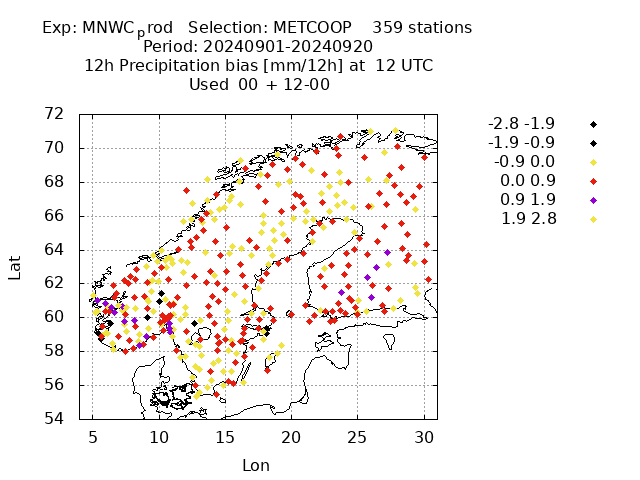 Exp: MNWCprod   Selection: METCOOP    359 stations
Period: 20240901-20240920
12h Precipitation bias [mm/12h] at  12 UTC
Used  00 + 12-00
72
70
68
66
64
62
60
58
56
54
5 10 15 20 25 30
Lat
Lon
-2.8 -1.9
-1.9 -0.9
-0.9 0.0
0.0 0.9
0.9 1.9
1.9 2.8